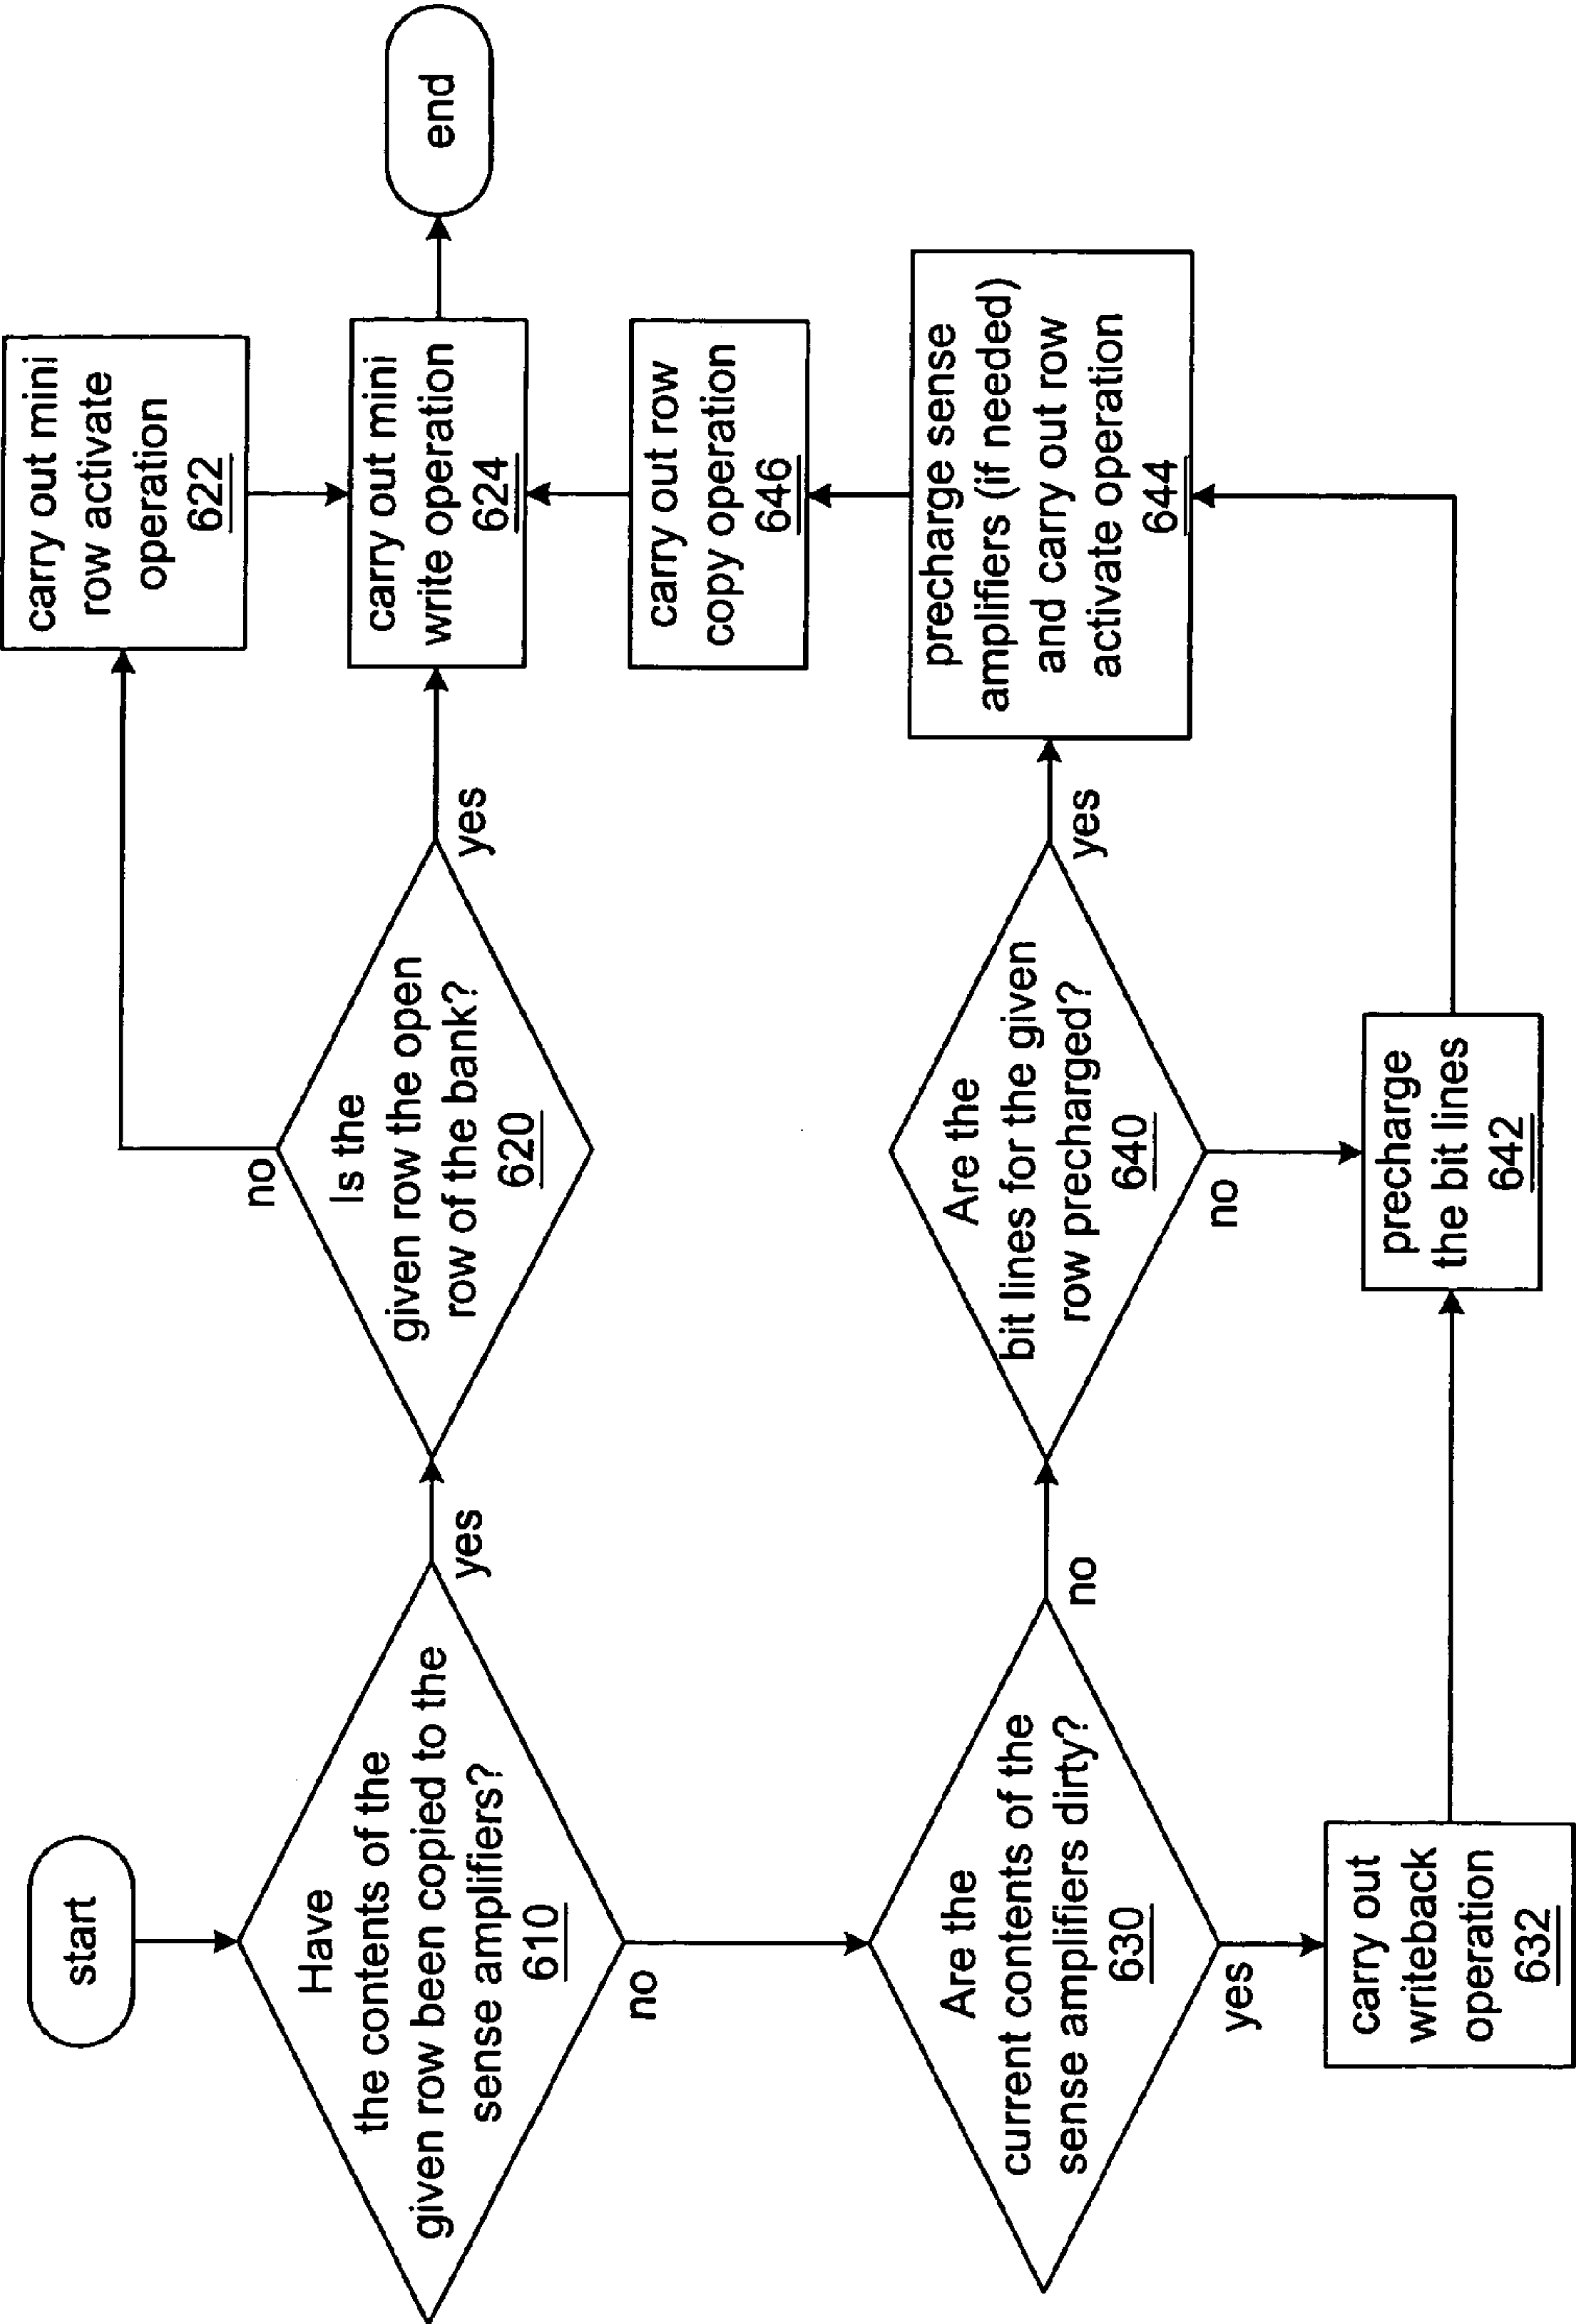 start
Have
the contents of the
given row been copied to the
sense amplifiers?
610
yes
no
Is the
given row the open
row of the bank?
620
no
yes
carry out mini
row activate
operation
622
carry out mini
write operation
624
end
Are the
current contents of the
sense amplifiers dirty?
630
no
yes
carry out
writeback
operation
632
Are the
bit lines for the given
row precharged?
640
yes
no
precharge
the bit lines
642
precharge sense
amplifiers (if needed)
and carry out row
activate operation
644
carry out row
copy operation
646